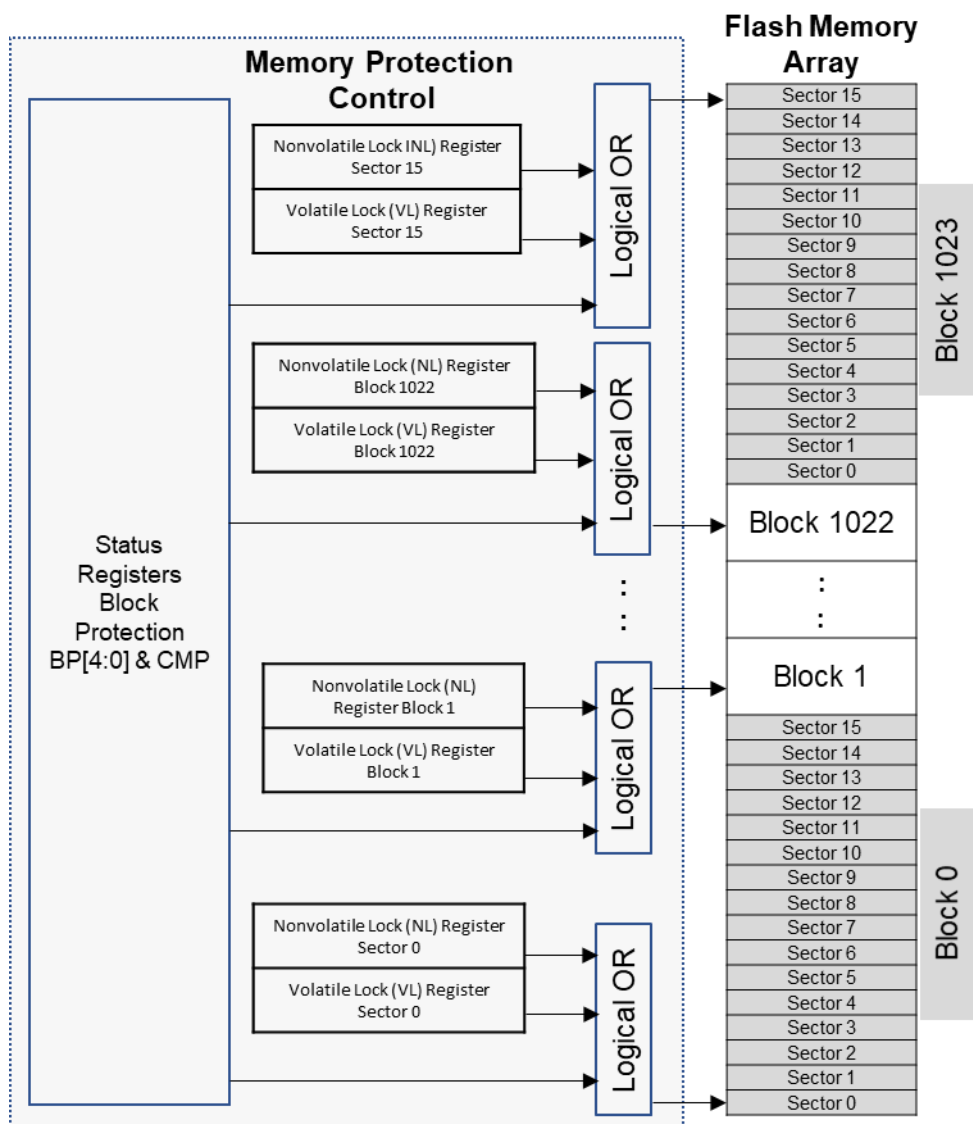 Memory Protection
Control
Status
Registers
Block
Protection
BP[4:0] & CMP
Nonvolatile Lock INL) Register
Sector 15
Volatile Lock (VL) Register
Sector 15
Logical OR
Nonvolatile Lock (NL) Register
Block 1022
Volatile Lock (VL) Register
Block 1022
Logical OR
: :
Nonvolatile Lock (NL)
Register Block 1
Volatile Lock (VL) Register
Block 1
Logical OR
Nonvolatile Lock (NL) Register
Sector 0
Volatile Lock (VL) Register
Sector 0
Logical OR
Flash Memory
Array
Sector 15
Sector 14
Sector 13
Sector 12
Sector 11
Sector 10
Sector 9
Sector 8
Sector 7
Sector 6
Sector 5
Sector 4
Sector 3
Sector 2
Sector 1
Sector 0
Block 1023
Block 1022
:
:
Block 1
Sector 15
Sector 14
Sector 13
Sector 12
Sector 11
Sector 10
Sector 9
Sector 8
Sector 7
Sector 6
Sector 5
Sector 4
Sector 3
Sector 2
Sector 1
Sector 0
Block 0